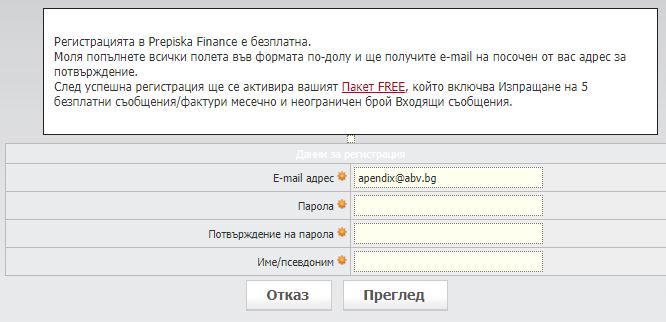 Регистрацията в Prepiska Finance е безплатна.
Моля попълнете всички полета във формата по-долу и ще получите e-mail на посочен от вас адрес за
потвърждение.
След успешна регистрация ще се активира вашият Пакет FREE, който включва Изпращане на 5
безплатни съобщения/фактури месечно и неограничен брой Входящи съобщения.
Данни за регистрация
E-mail адрес apendix@abv.bg
Парола
Потвърждение на парола
Име/псевдоним
Отказ Преглед